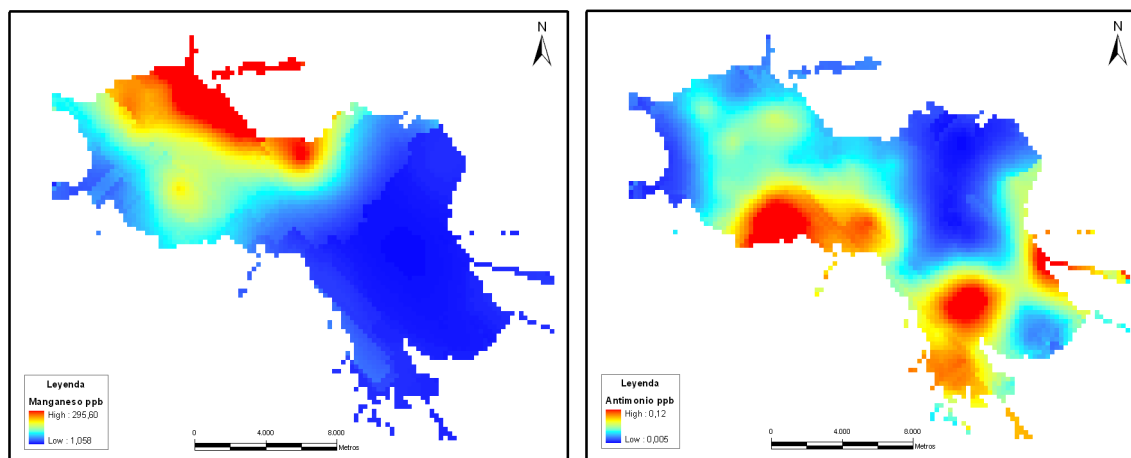 N
Leyenda
Manganeso ppb
High : 295,60
Low : 1,058
0 4.000 8.000
Metros
N
Leyenda
Antimonio ppb
High : 0,12
Low : 0,005
0 4.000 8.000
Metros